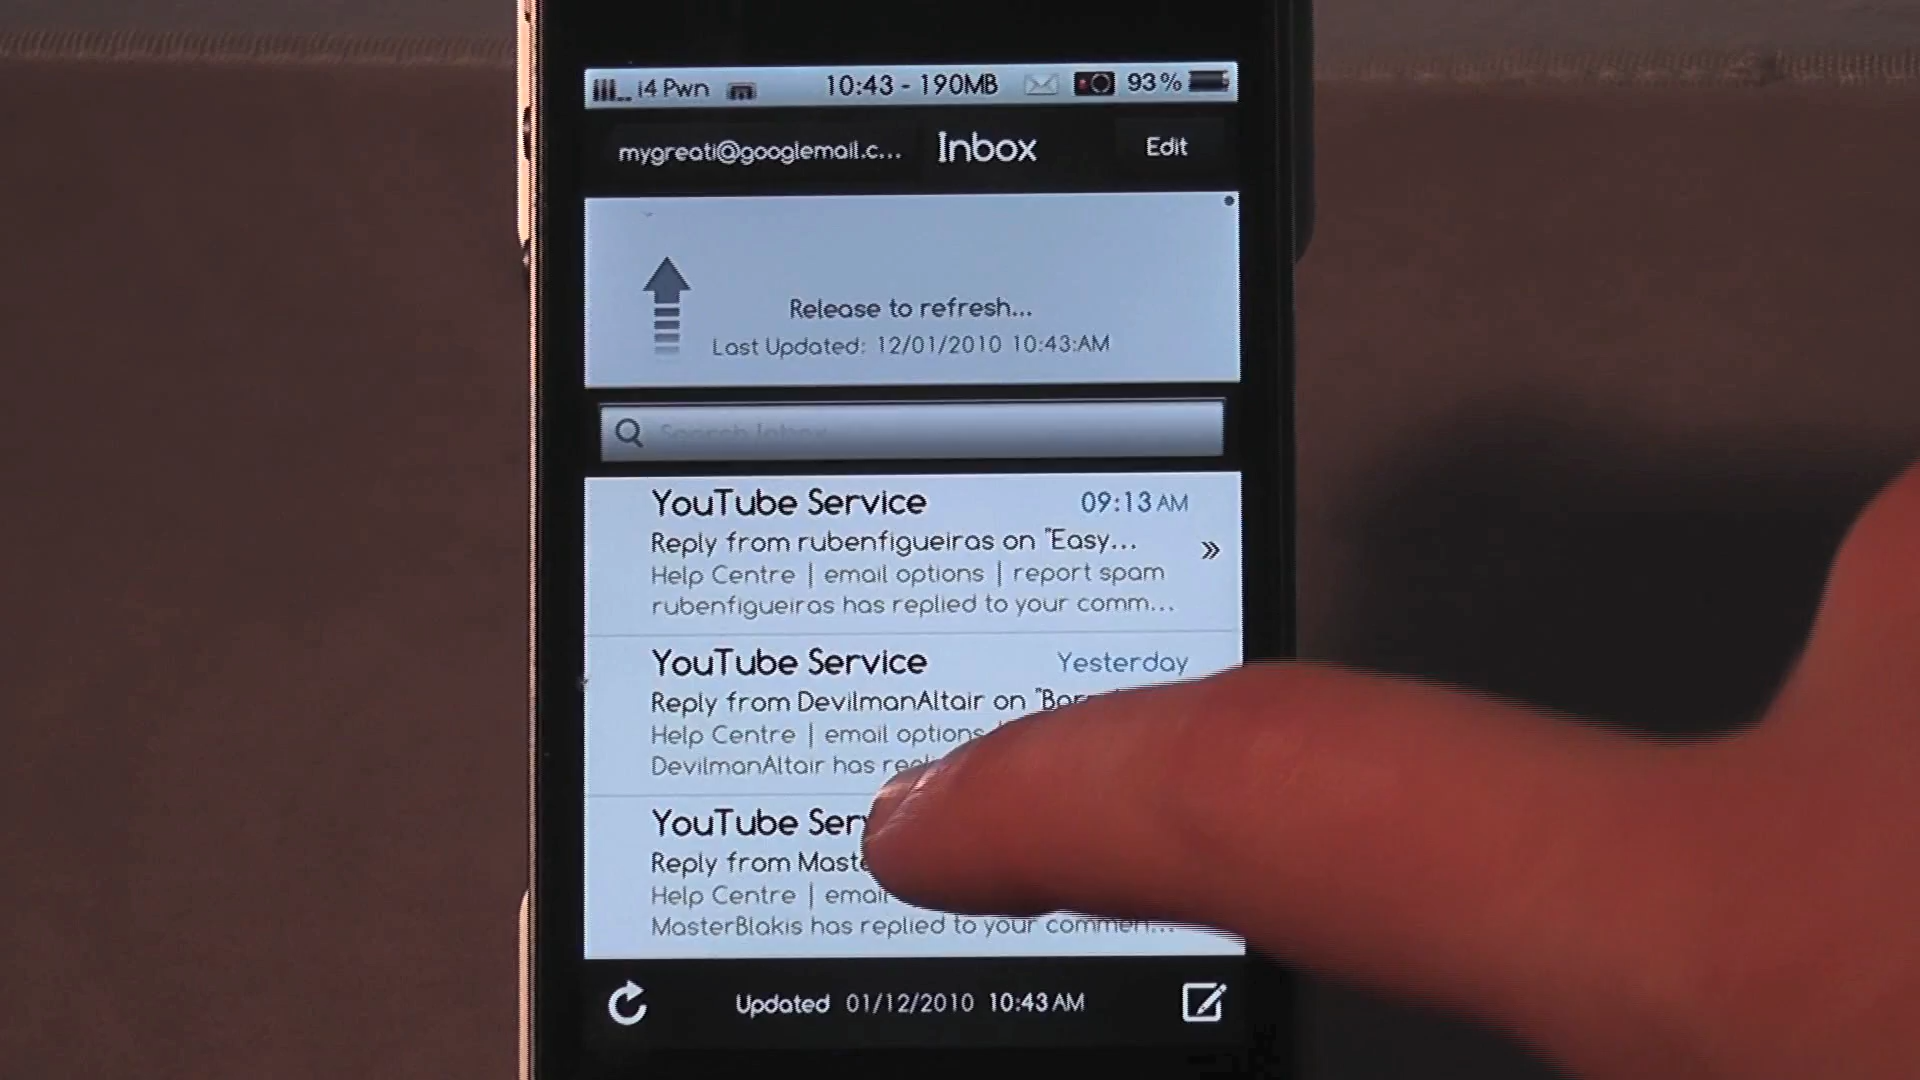 i4 Pwn 10:43 - 190MB 93%
mygreati@googlemail.c... Inbox Edit
Release to refresh...
Last Updated: 12/01/2010 10:43:AM
Search Inbox
YouTube Service 09:13 AM
Reply from rubenfigueiras on "Easy...
Help Centre | email options | report spam
rubenfigueiras has replied to your comm...
YouTube Service Yesterday
Reply from DevilmanAltair on
Help Centre | email options
DevilmanAltair has
YouTube
Reply from
Help Centre |
MasterBlakis has replied to your commen...
Updated 01/12/2010 10:43 AM